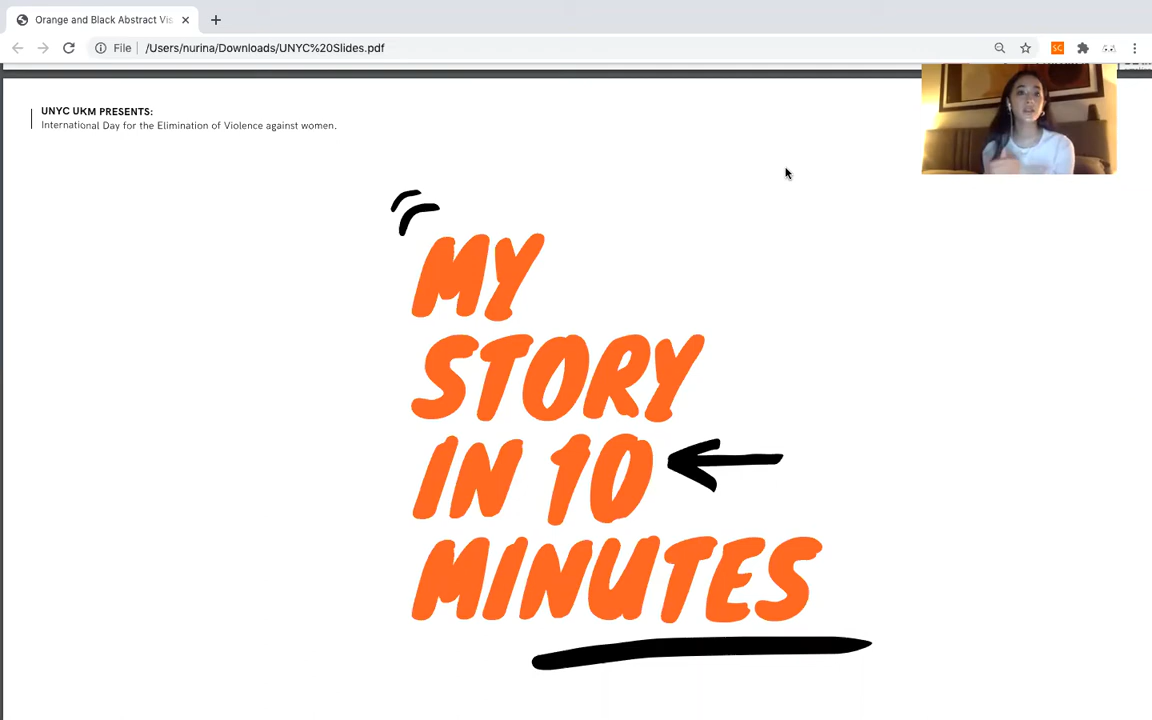 Orange and Black Abstract Vis
File
/Users/nurina/Downloads/UNYC%20Slides.pdf
SC
UNYC UKM PRESENTS:
International Day for the Elimination of Violence against women.
MY
STORY
IN 10
MINUTES